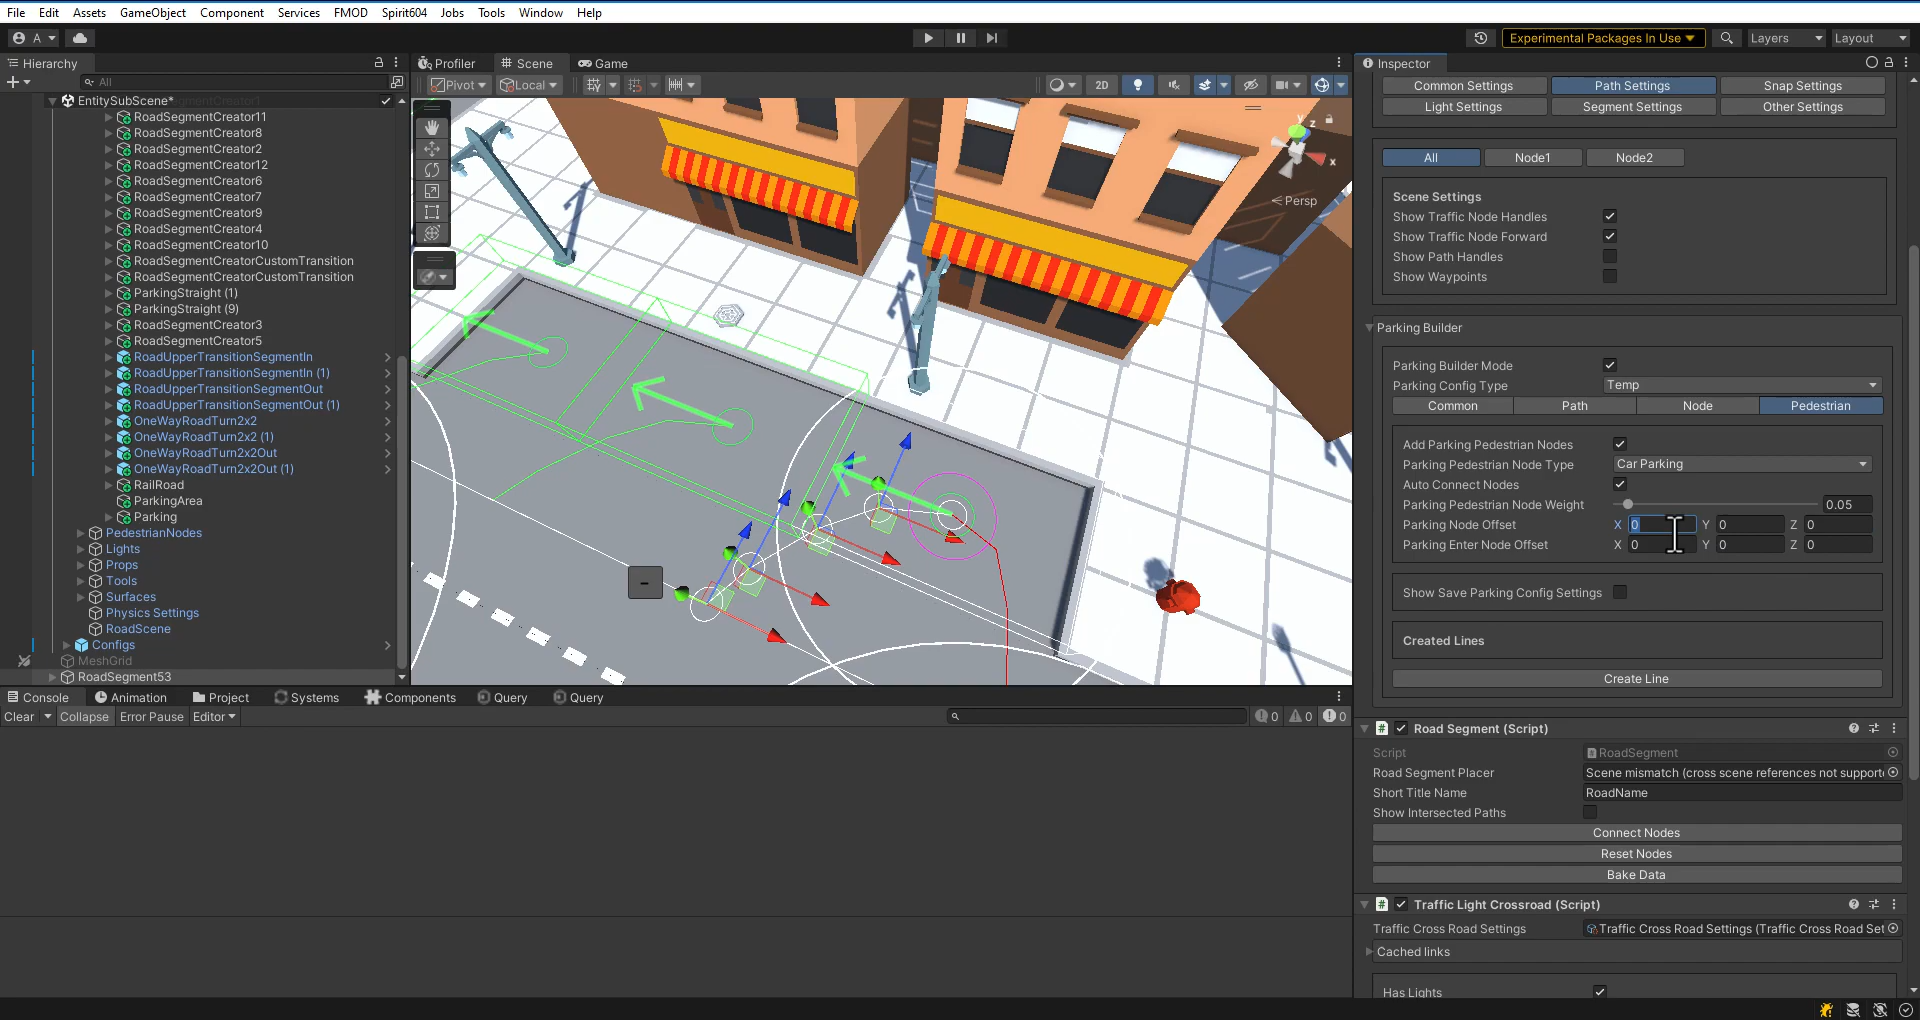 File Edit Assets GameObject Component Services FMOD Spirit604 Jobs Tools Window Help
A Experimental Packages In Use Layers Layout
Hierarchy
All
EntitySubScene*
RoadSegmentCreator11
RoadSegmentCreator8
RoadSegmentCreator2
RoadSegmentCreator12
RoadSegmentCreator6
RoadSegmentCreator7
RoadSegmentCreator9
RoadSegmentCreator4
RoadSegmentCreator10
RoadSegmentCreatorCustomTransition
RoadSegmentCreatorCustomTransition
ParkingStraight (1)
ParkingStraight (9)
RoadSegmentCreator3
RoadSegmentCreator5
RoadUpperTransitionSegmentIn
RoadUpperTransitionSegmentIn (1)
RoadUpperTransitionSegmentOut
RoadUpperTransitionSegmentOut (1)
OneWayRoadTurn2x2
OneWayRoadTurn2x2 (1)
OneWayRoadTurn2x2Out
OneWayRoadTurn2x2Out (1)
RailRoad
ParkingArea
Parking
PedestrianNodes
Lights
Props
Tools
Surfaces
Physics Settings
RoadScene
Configs
MeshGrid
RoadSegment53
Profiler Scene Game
Pivot Local 2D
y z
x
Persp
-
Console Animation Project Systems Components Query Query
Clear Collapse Error Pause Editor 0 0 0
Inspector
Common Settings Path Settings Snap Settings
Light Settings Segment Settings Other Settings
All Node1 Node2
Scene Settings
Show Traffic Node Handles
Show Traffic Node Forward
Show Path Handles
Show Waypoints
Parking Builder
Parking Builder Mode
Parking Config Type Temp
Common Path Node Pedestrian
Add Parking Pedestrian Nodes
Parking Pedestrian Node Type Car Parking
Auto Connect Nodes
Parking Pedestrian Node Weight 0.05
Parking Node Offset X 0 Y 0 Z 0
Parking Enter Node Offset X 0 Y 0 Z 0
Show Save Parking Config Settings
Created Lines
Create Line
# Road Segment (Script)
Script RoadSegment
Road Segment Placer Scene mismatch (cross scene references not support
Short Title Name RoadName
Show Intersected Paths
Connect Nodes
Reset Nodes
Bake Data
# Traffic Light Crossroad (Script)
Traffic Cross Road Settings Traffic Cross Road Settings (Traffic Cross Road Set
Cached links
Has Lights